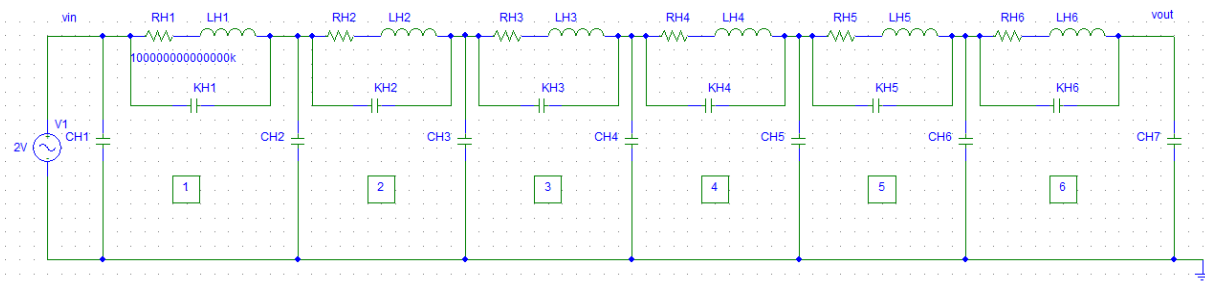 vin
RH1 LH1 RH2 LH2 RH3 LH3 RH4 LH4 RH5 LH5 RH6 LH6 vout
100000000000000k
KH1 KH2 KH3 KH4 KH5 KH6
V1
2V
CH1 CH2 CH3 CH4 CH5 CH6 CH7
1 2 3 4 5 6